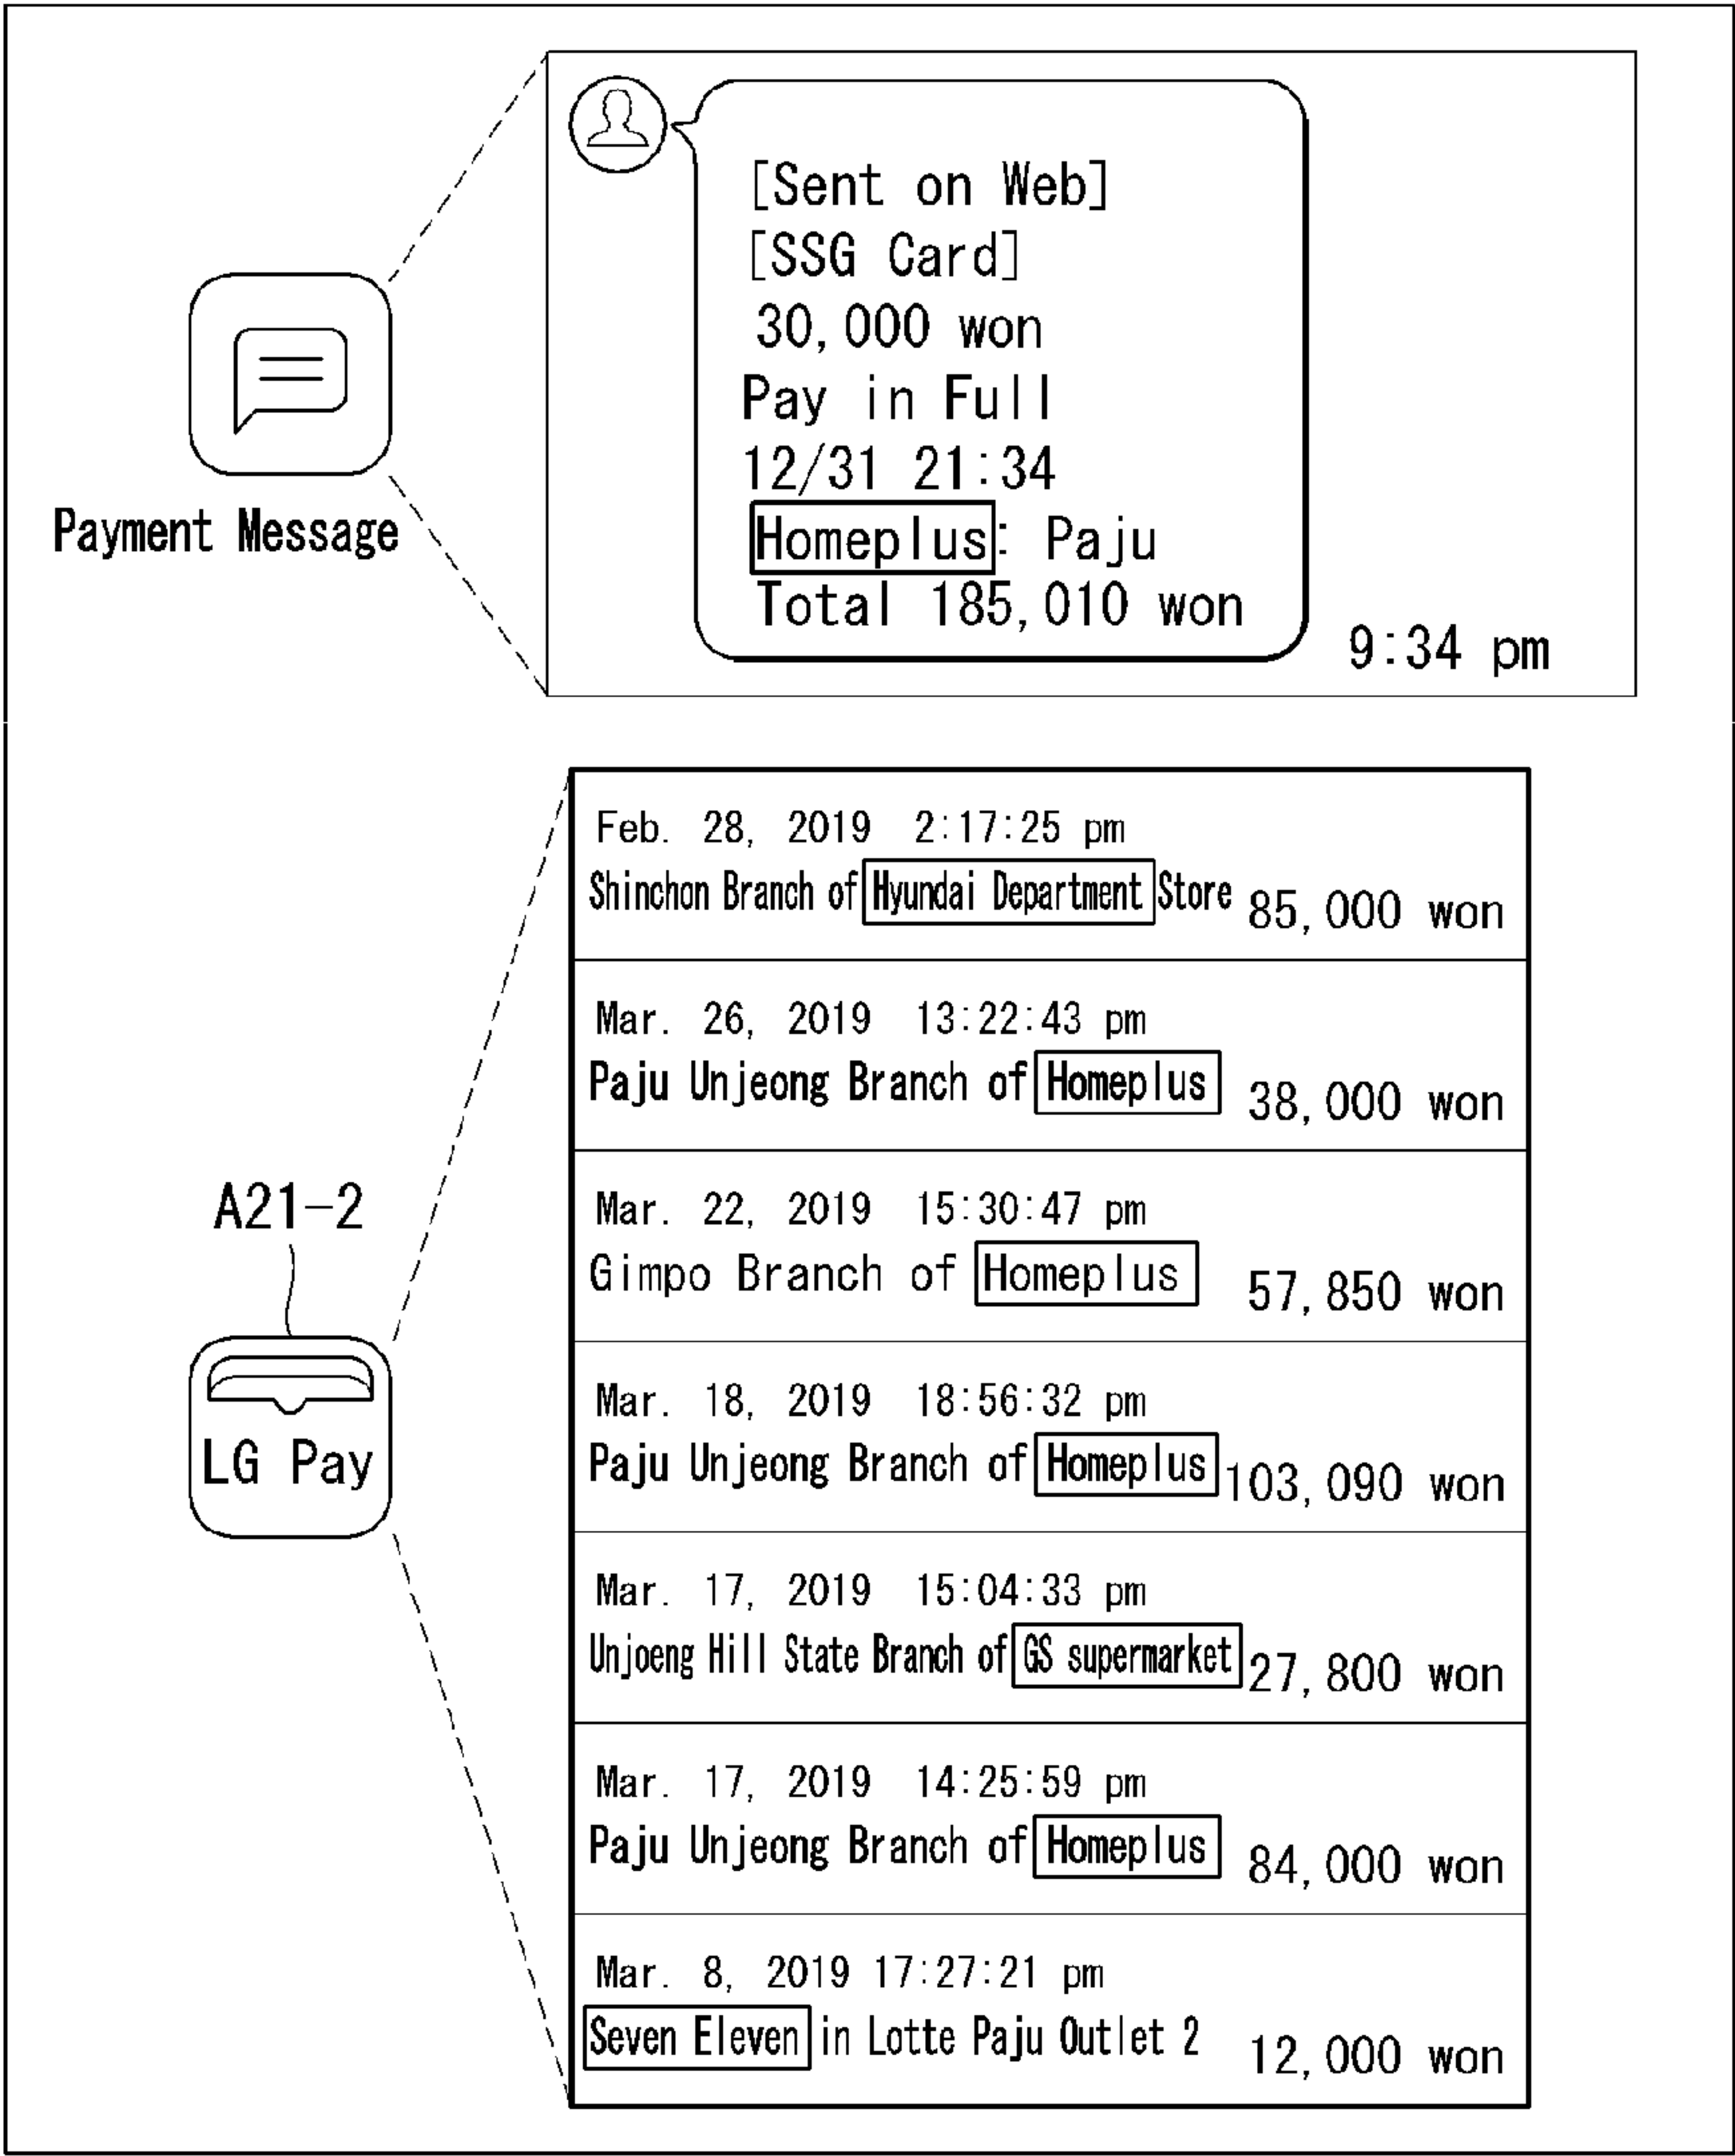 [Sent on Web]
[SSG Card]
30,000 won
Pay in Full
12/31 21:34
Homeplus: Paju
Total 185,010 won
9:34 pm
Payment Message
Feb. 28, 2019 2:17:25 pm
Shinchon Branch of Hyundai Department Store 85,000 won
Mar. 26, 2019 13:22:43 pm
Paju Unjeong Branch of Homeplus 38,000 won
Mar. 22, 2019 15:30:47 pm
Gimpo Branch of Homeplus 57,850 won
Mar. 18, 2019 18:56:32 pm
Paju Unjeong Branch of Homeplus 103,090 won
Mar. 17, 2019 15:04:33 pm
Unjoeng Hill State Branch of GS supermarket 27,800 won
Mar. 17, 2019 14:25:59 pm
Paju Unjeong Branch of Homeplus 84,000 won
Mar. 8, 2019 17:27:21 pm
Seven Eleven in Lotte Paju Outlet 2 12,000 won
A21-2
LG Pay